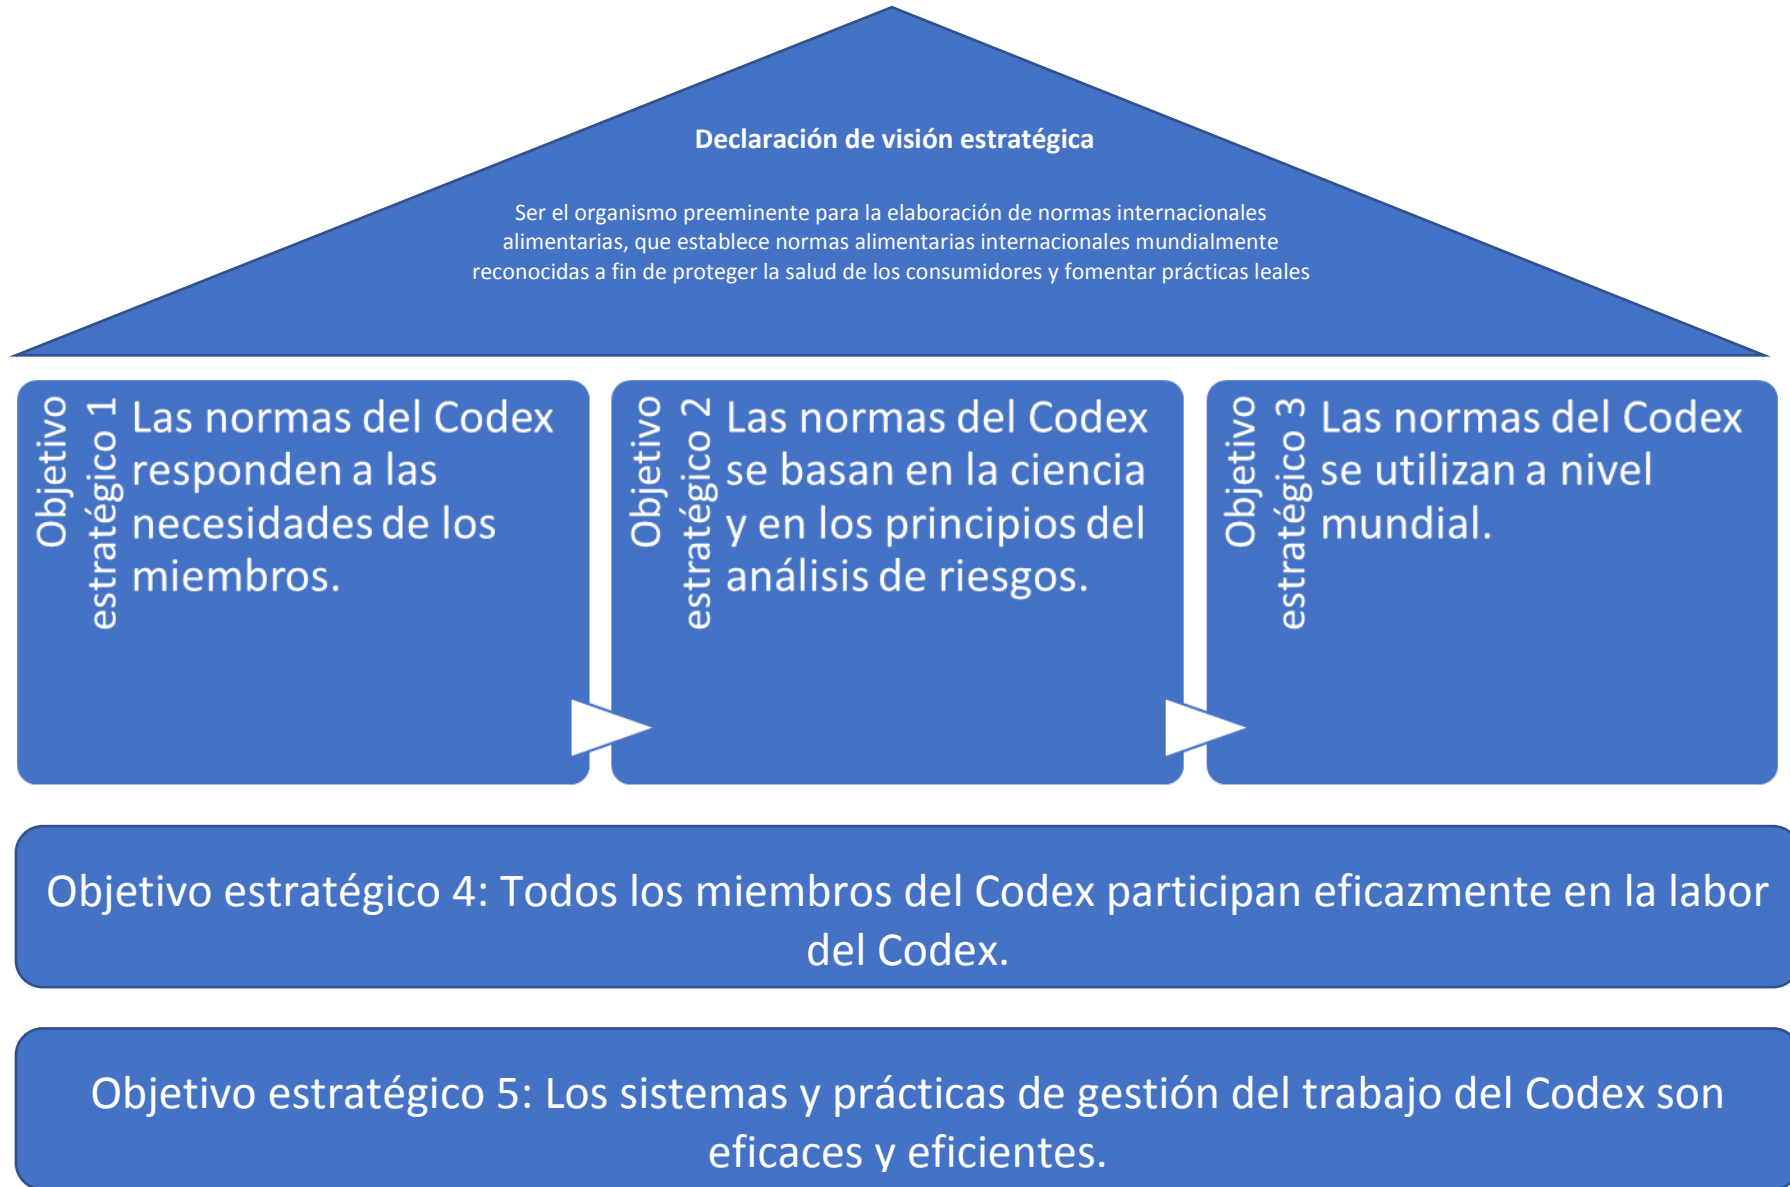 Declaración de visión estratégica
Ser el organismo preeminente para la elaboración de normas internacionales
alimentarias, que establece normas alimentarias internacionales mundialmente
reconocidas a fin de proteger la salud de los consumidores y fomentar prácticas leales
Objetivo
estratégico 1
Las normas del Codex
responden a las
necesidades de los
miembros.
Objetivo
estratégico 2
Las normas del Codex
se basan en la ciencia
y en los principios del
análisis de riesgos.
Objetivo
estratégico 3
Las normas del Codex
se utilizan a nivel
mundial.
Objetivo estratégico 4: Todos los miembros del Codex participan eficazmente en la labor
del Codex.
Objetivo estratégico 5: Los sistemas y prácticas de gestión del trabajo del Codex son
eficaces y eficientes.